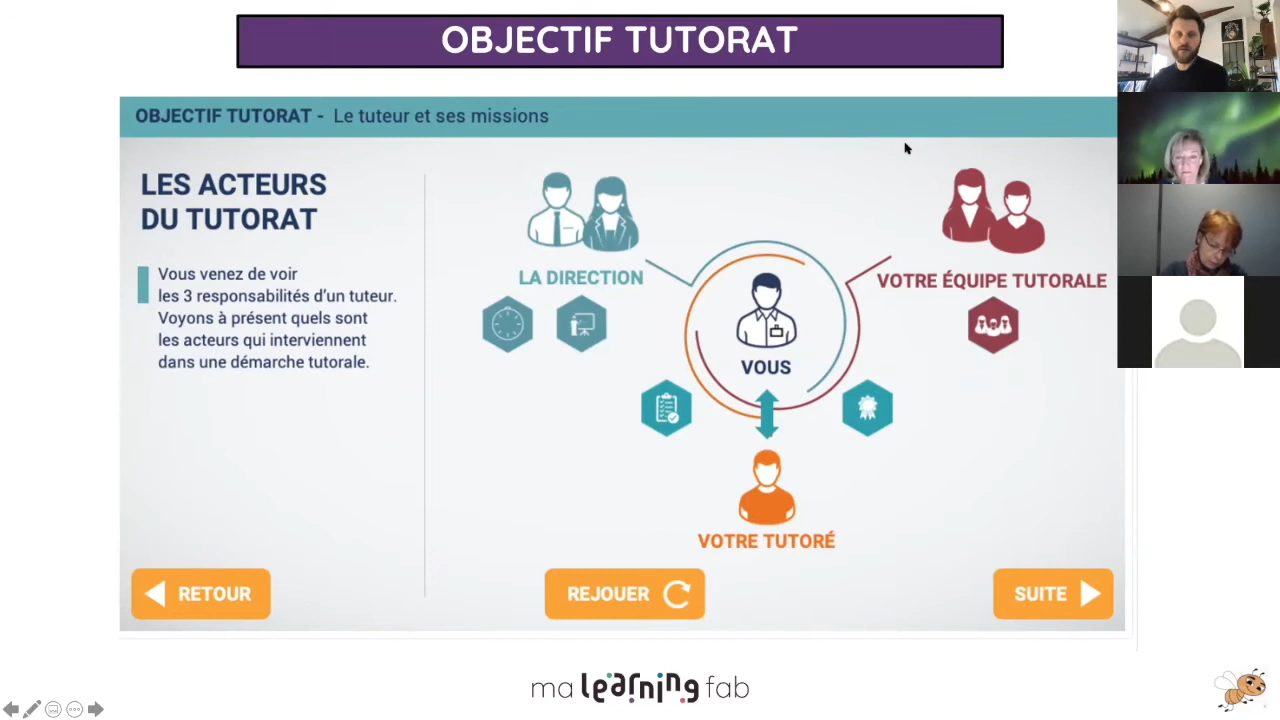 OBJECTIF TUTORAT
OBJECTIF TUTORAT - Le tuteur et ses missions
LES ACTEURS
DU TUTORAT
Vous venez de voir
les 3 responsabilités d'un tuteur.
Voyons à présent quels sont
les acteurs qui interviennent
dans une démarche tutorale.
LA DIRECTION
VOTRE ÉQUIPE TUTORALE
VOUS
VOTRE TUTORÉ
RETOUR
REJOUER
SUITE
ma learning fab